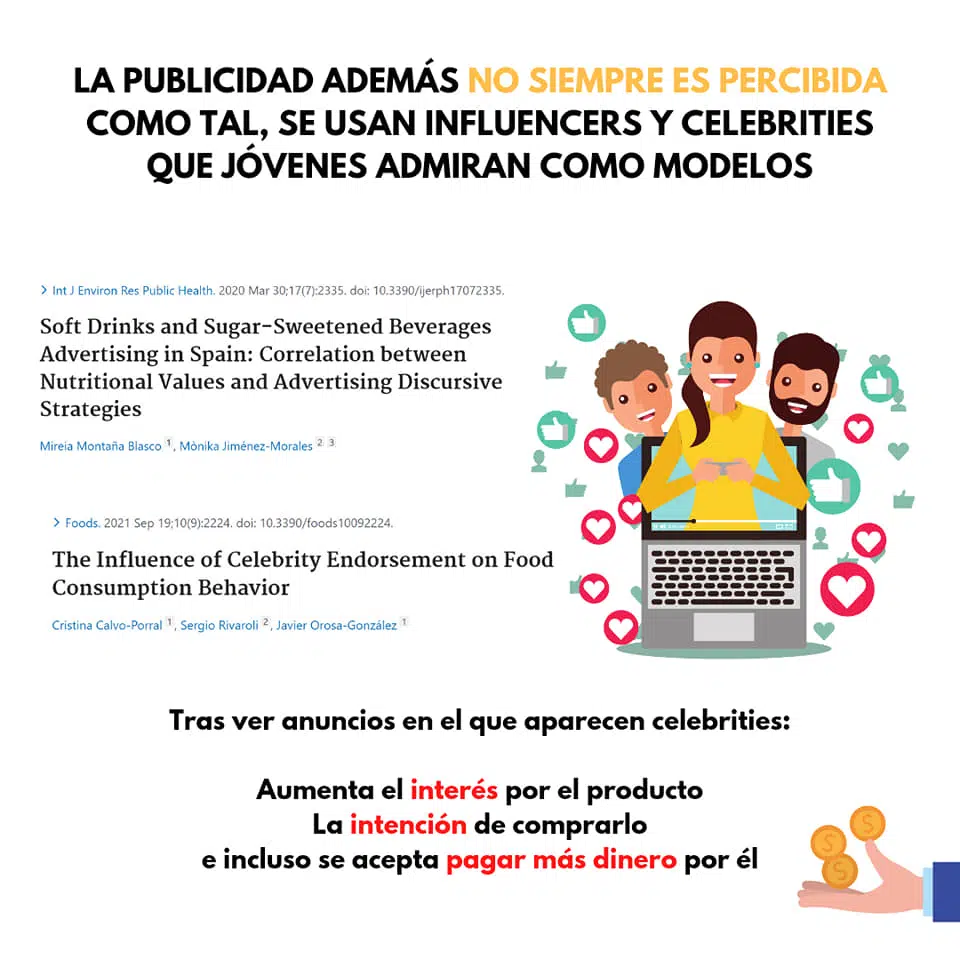 LA PUBLICIDAD ADEMÁS NO SIEMPRE ES PERCIBIDA
COMO TAL, SE USAN INFLUENCERS Y CELEBRITIES
QUE JÓVENES ADMIRAN COMO MODELOS
> Int J Environ Res Public Health. 2020 Mar 30;17(7):2335. doi: 10.3390/ijerph17072335.
Soft Drinks and Sugar-Sweetened Beverages
Advertising in Spain: Correlation between
Nutritional Values and Advertising Discursive
Strategies
Mireia Montaña Blasco 1, Mònika Jiménez-Morales 2 3
> Foods. 2021 Sep 19;10(9):2224. doi: 10.3390/foods10092224.
The Influence of Celebrity Endorsement on Food
Consumption Behavior
Cristina Calvo-Porral 1, Sergio Rivaroli 2, Javier Orosa-González 1
Tras ver anuncios en el que aparecen celebrities:
Aumenta el interés por el producto
La intención de comprarlo
e incluso se acepta pagar más dinero por él